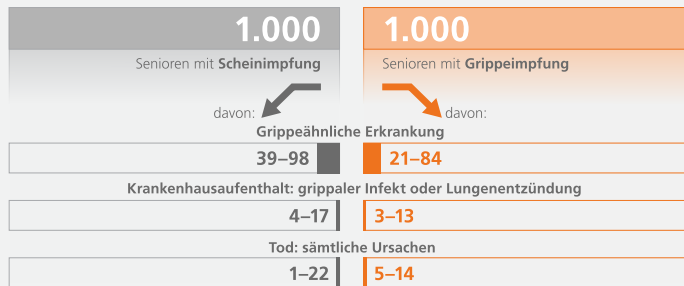 1.000 1.000
Senioren mit Scheinimpfung Senioren mit Grippeimpfung
davon: davon:
Grippeähnliche Erkrankung
39–98 21–84
Krankenhausaufenthalt: grippaler Infekt oder Lungenentzündung
4–17 3–13
Tod: sämtliche Ursachen
1–22 5–14